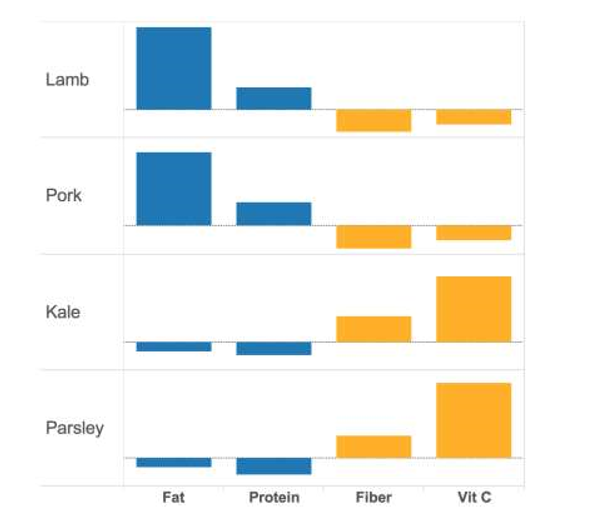 Lamb
Pork
Kale
Parsley
Fat Protein Fiber Vit C